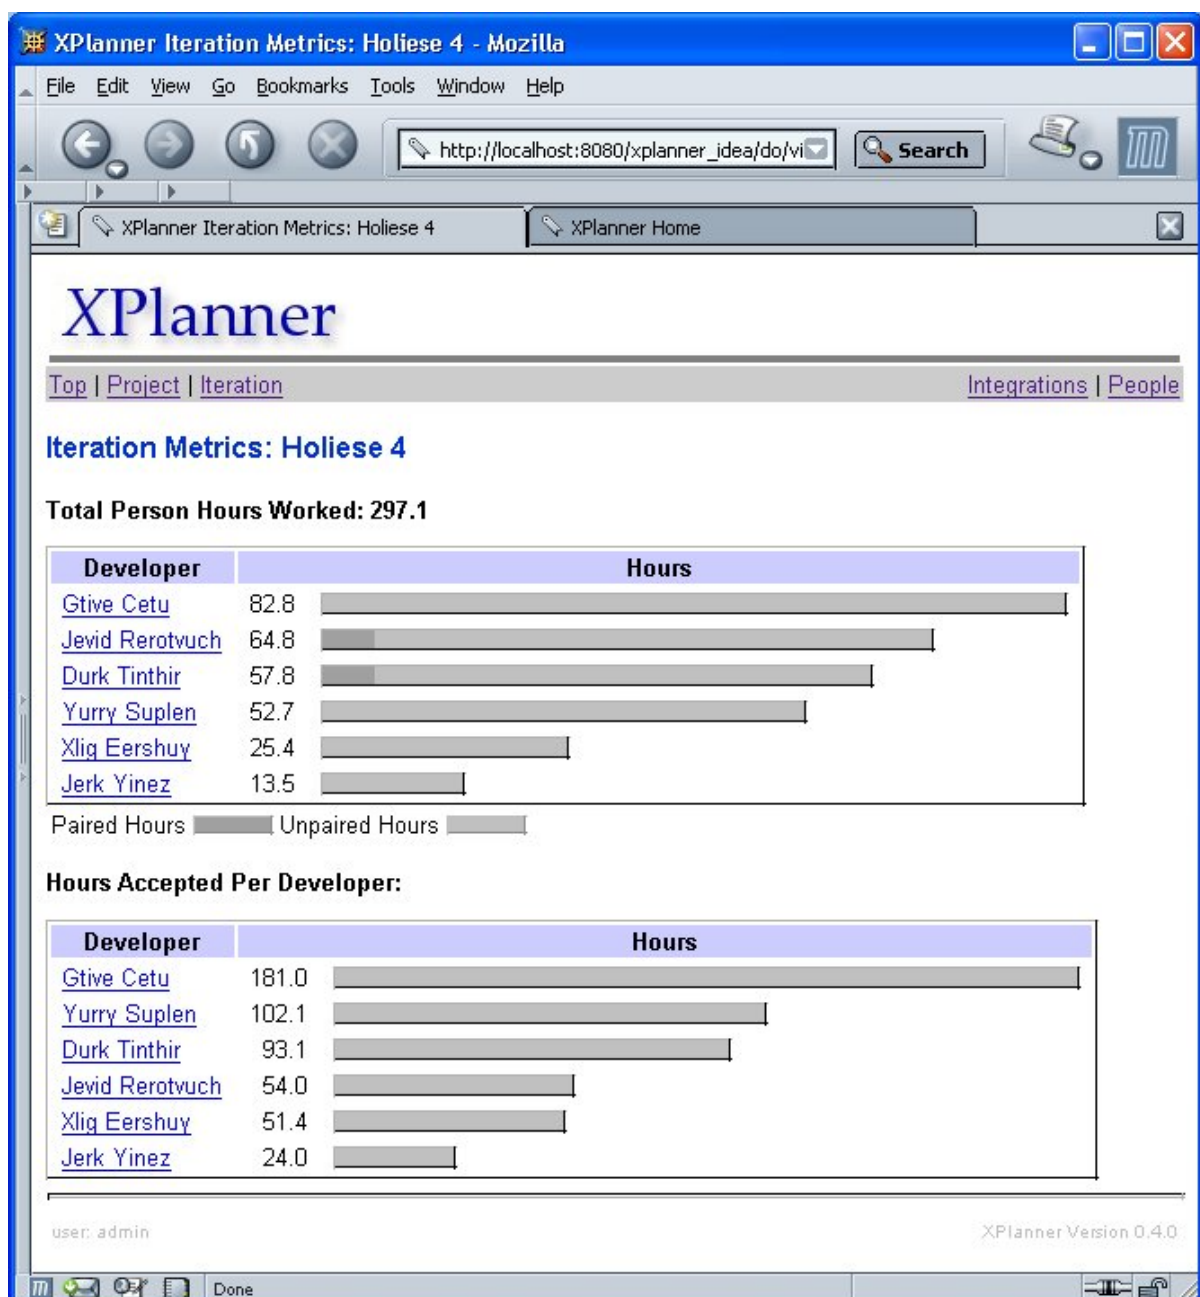 XPlanner Iteration Metrics: Holiese 4 - Mozilla
File Edit View Go Bookmarks Tools Window Help
http://localhost:8080/xplanner_idea/do/vi Search
XPlanner Iteration Metrics: Holiese 4 XPlanner Home
XPlanner
Top | Project | Iteration Integrations | People
Iteration Metrics: Holiese 4
Total Person Hours Worked: 297.1
Developer Hours
Gtive Cetu 82.8
Jevid Rerotvuch 64.8
Durk Tinthir 57.8
Yurry Suplen 52.7
Xlig Eershuy 25.4
Jerk Yinez 13.5
Paired Hours Unpaired Hours
Hours Accepted Per Developer:
Developer Hours
Gtive Cetu 181.0
Yurry Suplen 102.1
Durk Tinthir 93.1
Jevid Rerotvuch 54.0
Xlig Eershuy 51.4
Jerk Yinez 24.0
user: admin XPlanner Version 0.4.0
Done